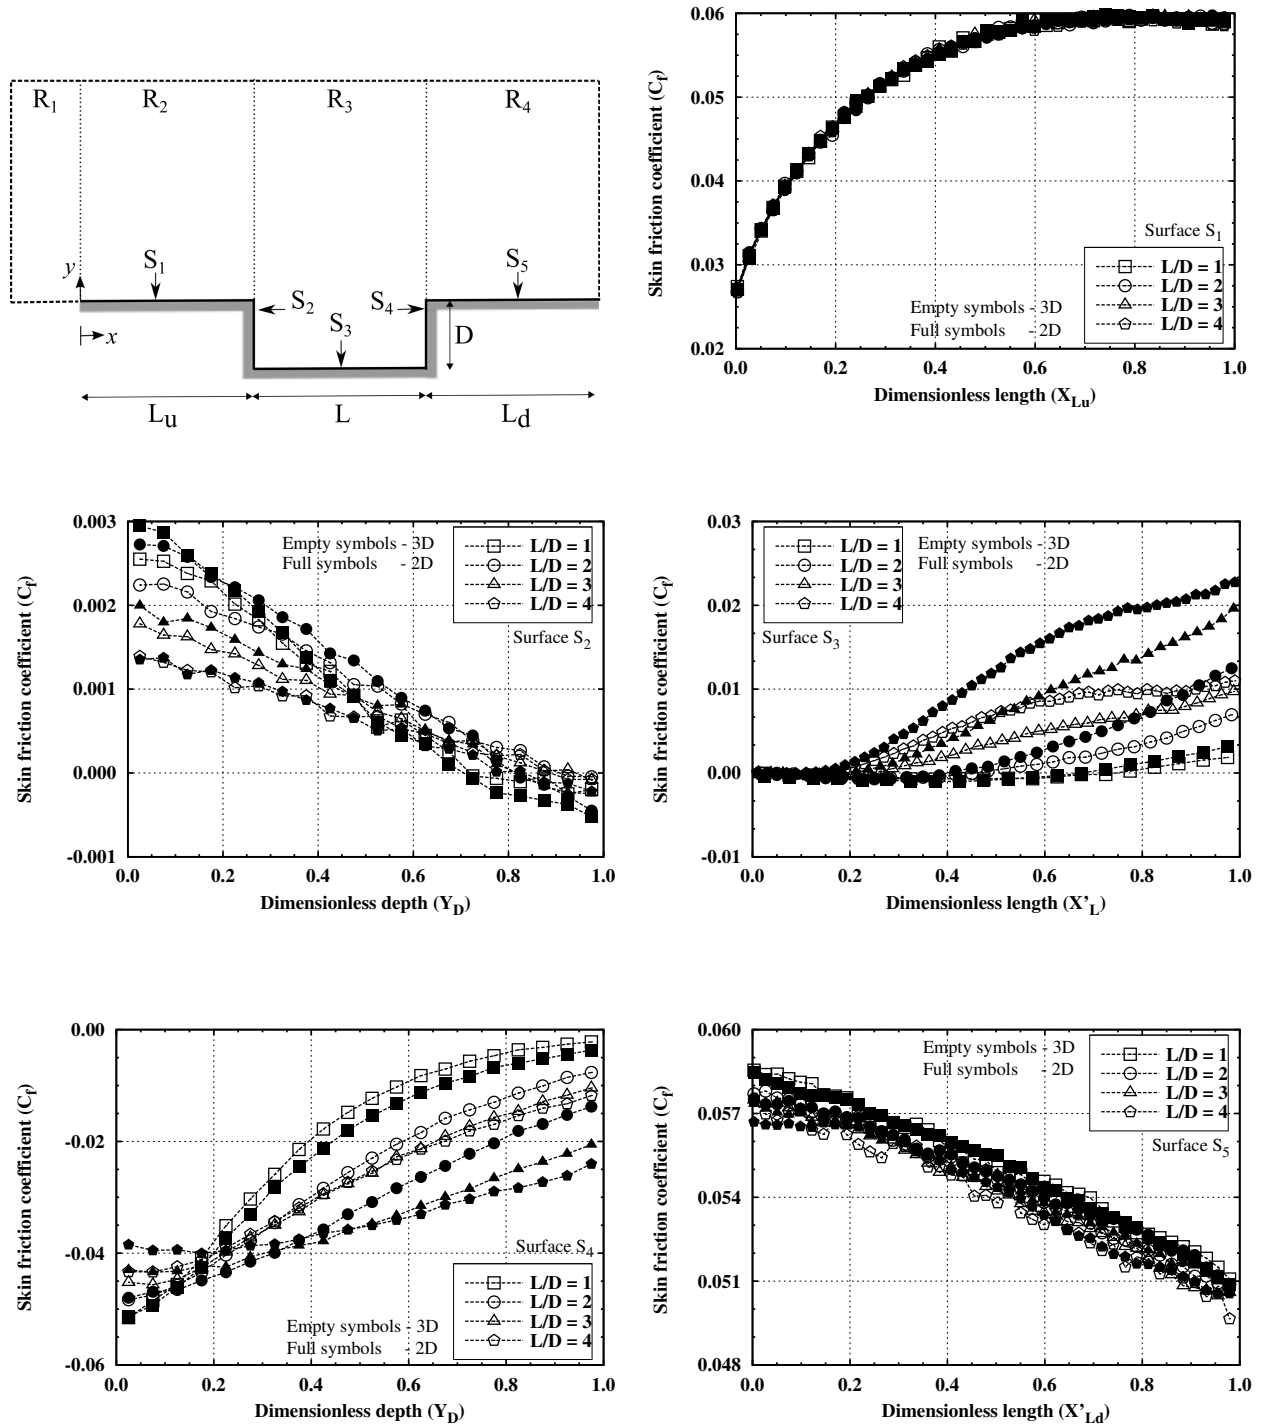 R1 R2 R3 R4
S1 S5
y S2 S4
S3
x D
Lu L Ld
0.06
0.05
0.04
0.03
0.02
Skin friction coefficient (Cf)
Surface S1
L/D = 1
L/D = 2
L/D = 3
L/D = 4
Empty symbols - 3D
Full symbols - 2D
0.0 0.2 0.4 0.6 0.8 1.0
Dimensionless length (XLu)
0.003
0.002
0.001
0.000
-0.001
Skin friction coefficient (Cf)
Empty symbols - 3D
Full symbols - 2D
L/D = 1
L/D = 2
L/D = 3
L/D = 4
Surface S2
0.0 0.2 0.4 0.6 0.8 1.0
Dimensionless depth (YD)
0.03
0.02
0.01
0.00
-0.01
Skin friction coefficient (Cf)
L/D = 1
L/D = 2
L/D = 3
L/D = 4
Empty symbols - 3D
Full symbols - 2D
Surface S3
0.0 0.2 0.4 0.6 0.8 1.0
Dimensionless length (X'L)
0.00
-0.02
-0.04
-0.06
Skin friction coefficient (Cf)
Surface S4
L/D = 1
L/D = 2
L/D = 3
L/D = 4
Empty symbols - 3D
Full symbols - 2D
0.0 0.2 0.4 0.6 0.8 1.0
Dimensionless depth (YD)
0.060
0.057
0.054
0.051
0.048
Skin friction coefficient (Cf)
Empty symbols - 3D
Full symbols - 2D
L/D = 1
L/D = 2
L/D = 3
L/D = 4
Surface S5
0.0 0.2 0.4 0.6 0.8 1.0
Dimensionless length (X'Ld)